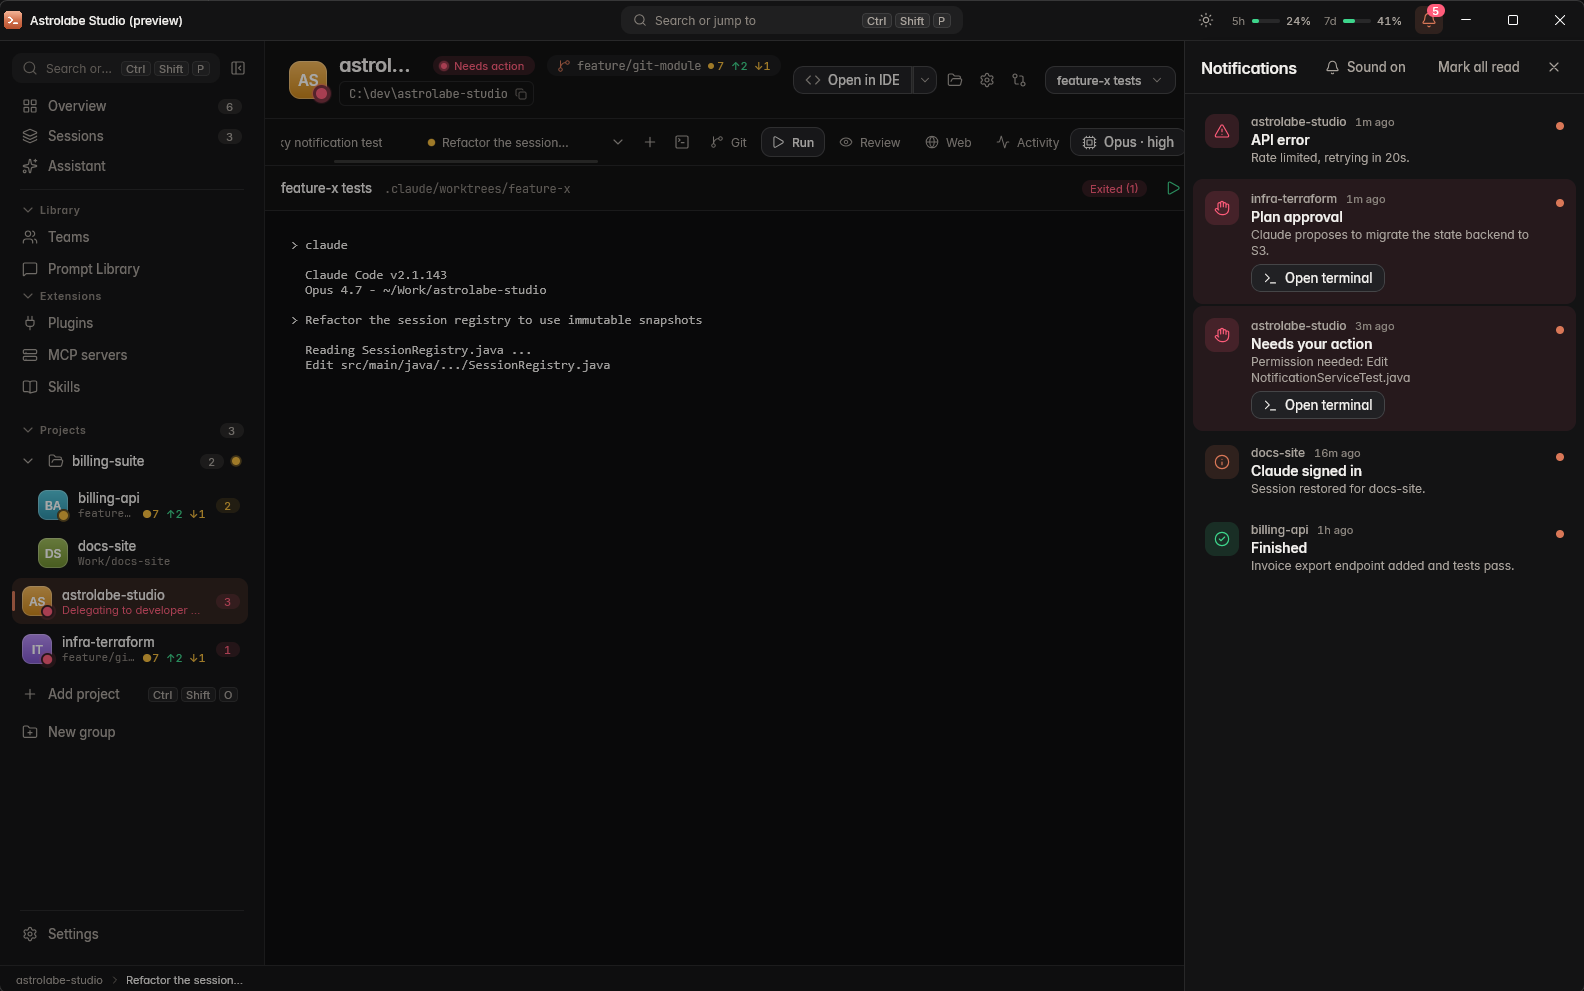 Astrolabe Studio (preview)
Search or jump to
Ctrl Shift P
5h 24% 7d 41%
5
Search or... Ctrl Shift P
Overview 6
Sessions 3
Assistant
Library
Teams
Prompt Library
Extensions
Plugins
MCP servers
Skills
Projects 3
billing-suite 2
BA
billing-api
feature... 7 ↑2 ↓1
2
DS
docs-site
Work/docs-site
AS
astrolabe-studio
Delegating to developer ...
3
IT
infra-terraform
feature/gi... 7 ↑2 ↓1
1
Add project Ctrl Shift O
New group
Settings
astrolabe-studio > Refactor the session...
AS
astrol...
Needs action
feature/git-module 7 ↑2 ↓1
C:\dev\astrolabe-studio
Open in IDE
feature-x tests
ky notification test
Refactor the session...
Git
Run
Review
Web
Activity
Opus · high
feature-x tests .claude/worktrees/feature-x
Exited (1)
> claude
Claude Code v2.1.143
Opus 4.7 - ~/Work/astrolabe-studio
> Refactor the session registry to use immutable snapshots
Reading SessionRegistry.java ...
Edit src/main/java/.../SessionRegistry.java
Notifications
Sound on
Mark all read
astrolabe-studio 1m ago
API error
Rate limited, retrying in 20s.
infra-terraform 1m ago
Plan approval
Claude proposes to migrate the state backend to
S3.
Open terminal
astrolabe-studio 3m ago
Needs your action
Permission needed: Edit
NotificationServiceTest.java
Open terminal
docs-site 16m ago
Claude signed in
Session restored for docs-site.
billing-api 1h ago
Finished
Invoice export endpoint added and tests pass.